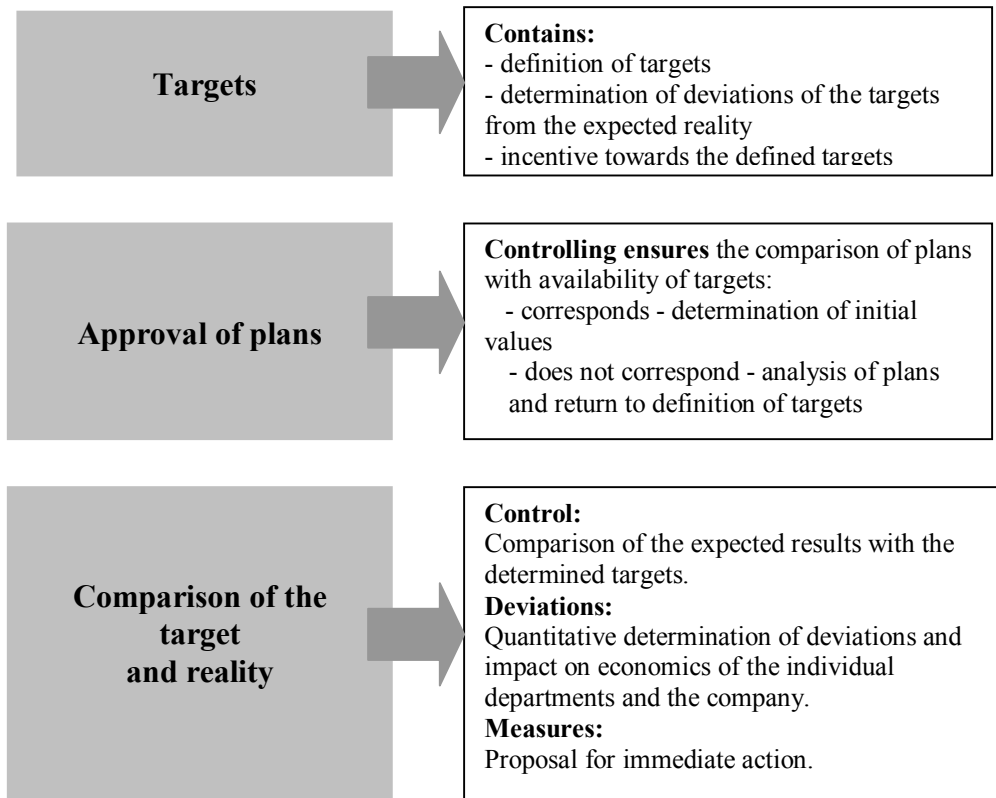 Targets
Contains:
- definition of targets
- determination of deviations of the targets
from the expected reality
- incentive towards the defined targets
Approval of plans
Controlling ensures the comparison of plans
with availability of targets:
- corresponds - determination of initial
values
- does not correspond - analysis of plans
and return to definition of targets
Comparison of the
target
and reality
Control:
Comparison of the expected results with the
determined targets.
Deviations:
Quantitative determination of deviations and
impact on economics of the individual
departments and the company.
Measures:
Proposal for immediate action.